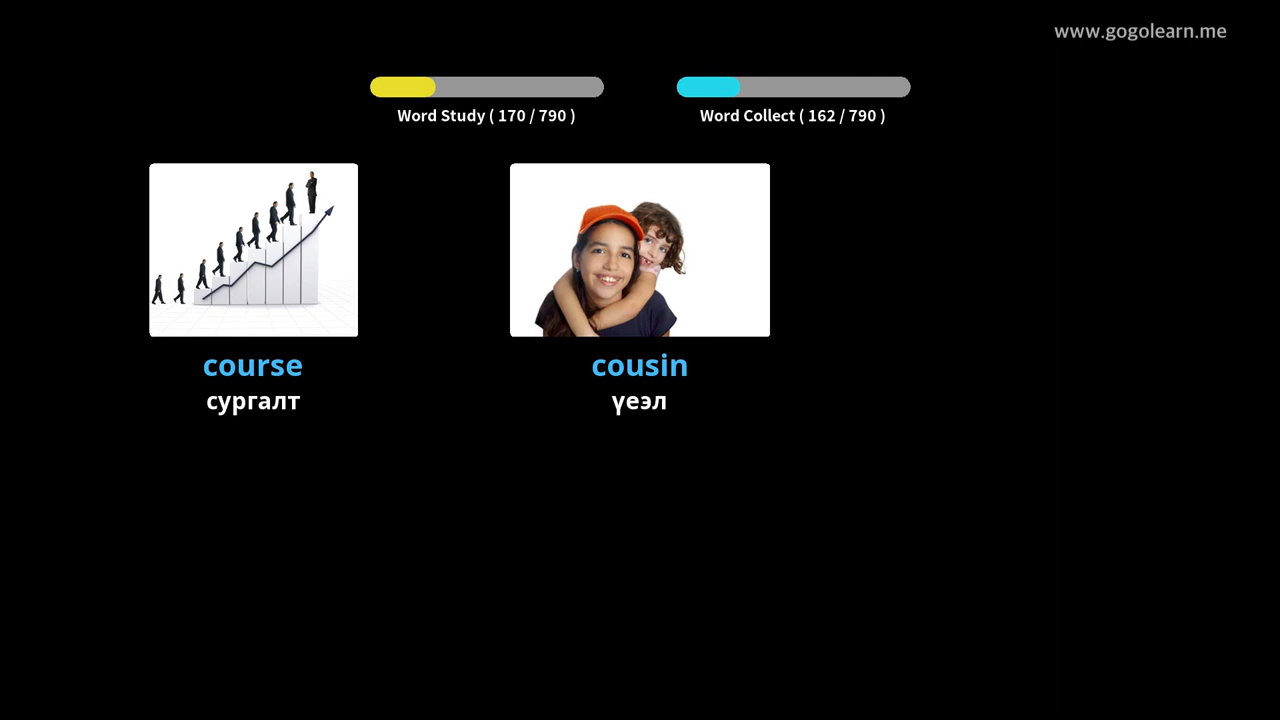 www.gogolearn.me
Word Study ( 170 / 790 )
Word Collect ( 162 / 790 )
course
сургалт
cousin
үеэл